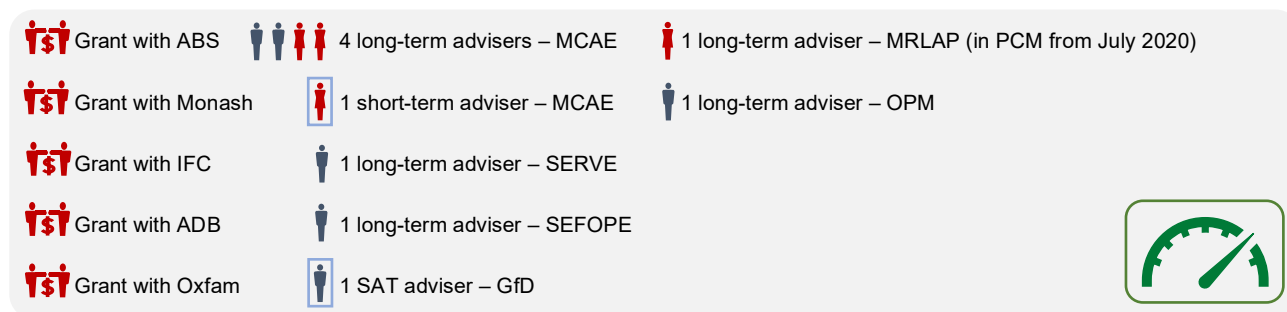 Grant with ABS 4 long-term advisers – MCAE 1 long-term adviser – MRLAP (in PCM from July 2020)
Grant with Monash 1 short-term adviser – MCAE 1 long-term adviser – OPM
Grant with IFC 1 long-term adviser – SERVE
Grant with ADB 1 long-term adviser – SEFOPE
Grant with Oxfam 1 SAT adviser – GfD